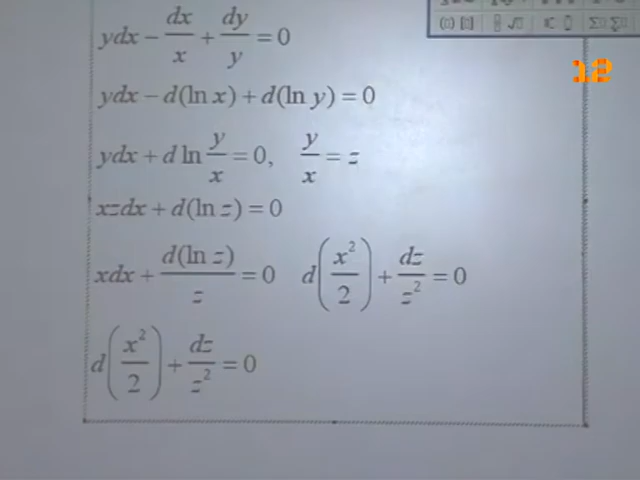 ydx - dx/x + dy/y = 0
12
ydx - d(ln x) + d(ln y) = 0
ydx + d ln y/x = 0, y/x = z
xzdx + d(ln z) = 0
xdx + d(ln z)/z = 0 d(x²/2) + dz/z² = 0
d(x²/2) + dz/z² = 0